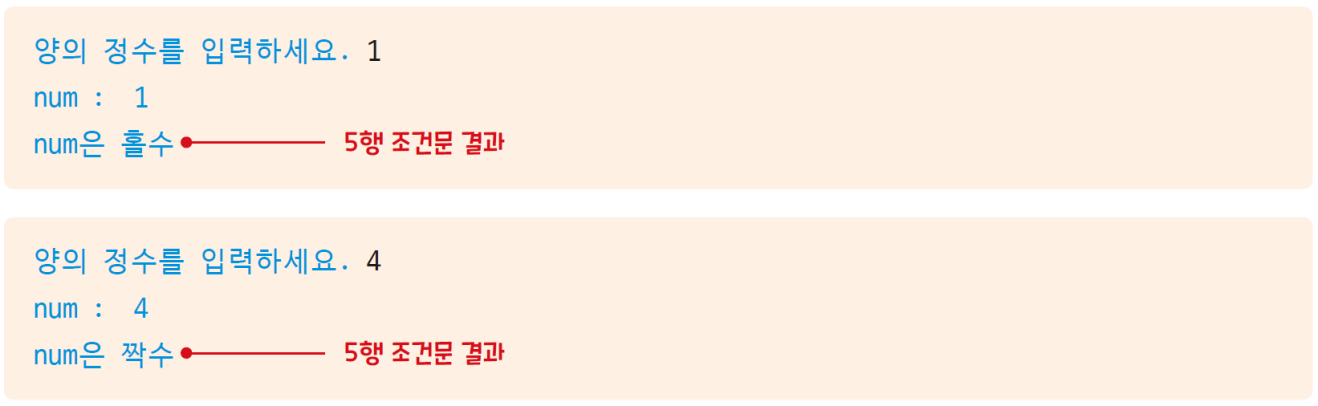 양의 정수를 입력하세요. 1
num :  1
num은 홀수 5행 조건문 결과
양의 정수를 입력하세요. 4
num :  4
num은 짝수 5행 조건문 결과